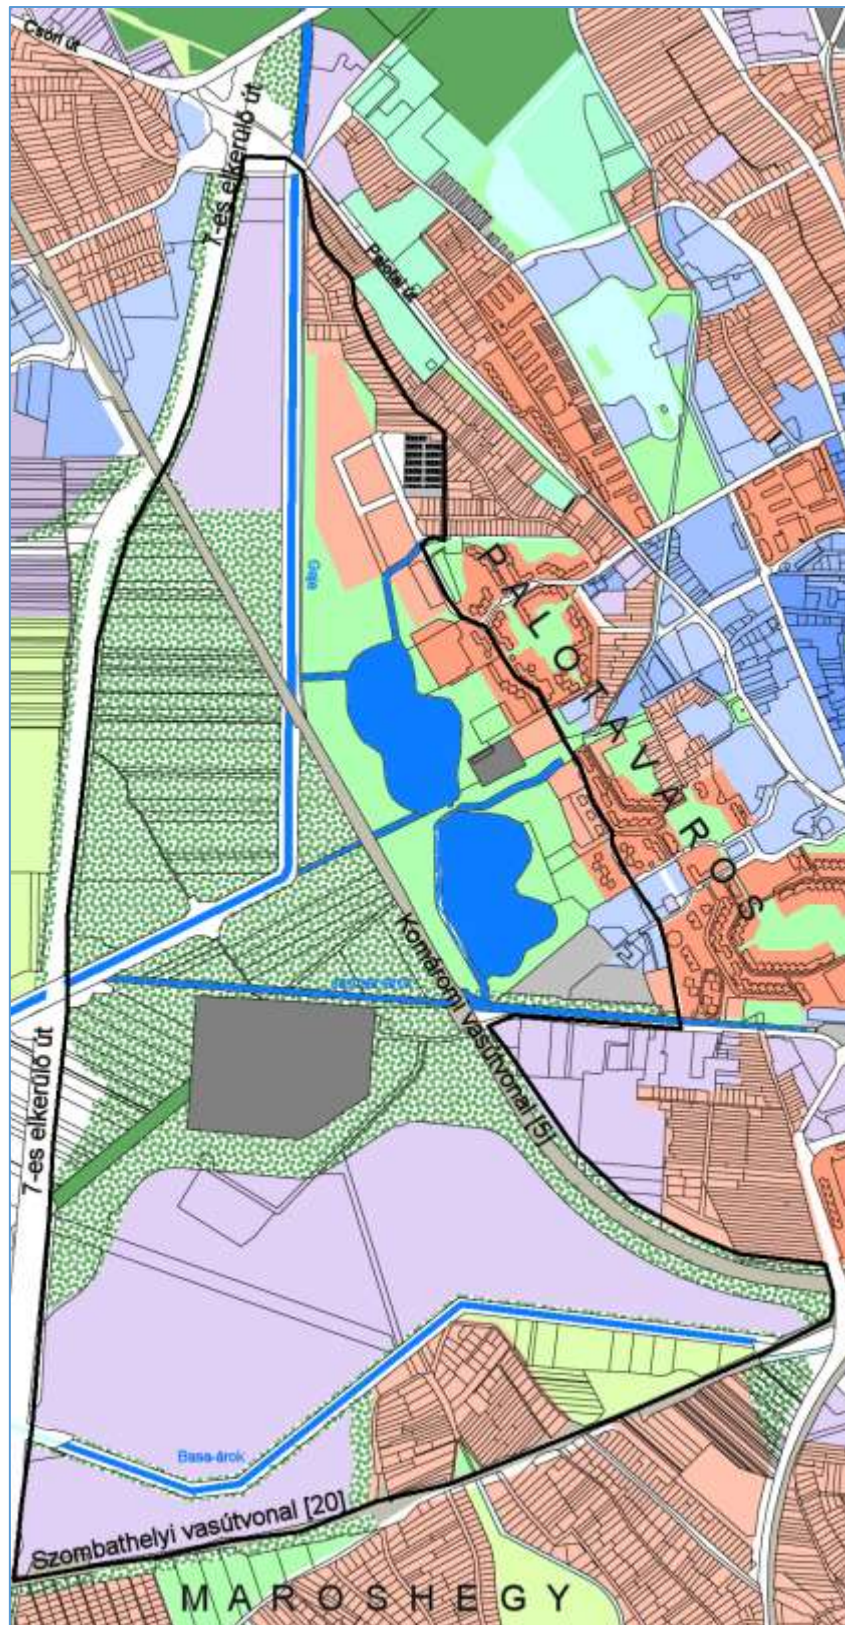 Csóri út
7-es elkerülő út
Palotai út
Gaja
PALOTAVÁROS
Komáromi vasútvonal [5]
7-es elkerülő út
Basa-árok
Szombathelyi vasútvonal [20]
MAROSHEGY